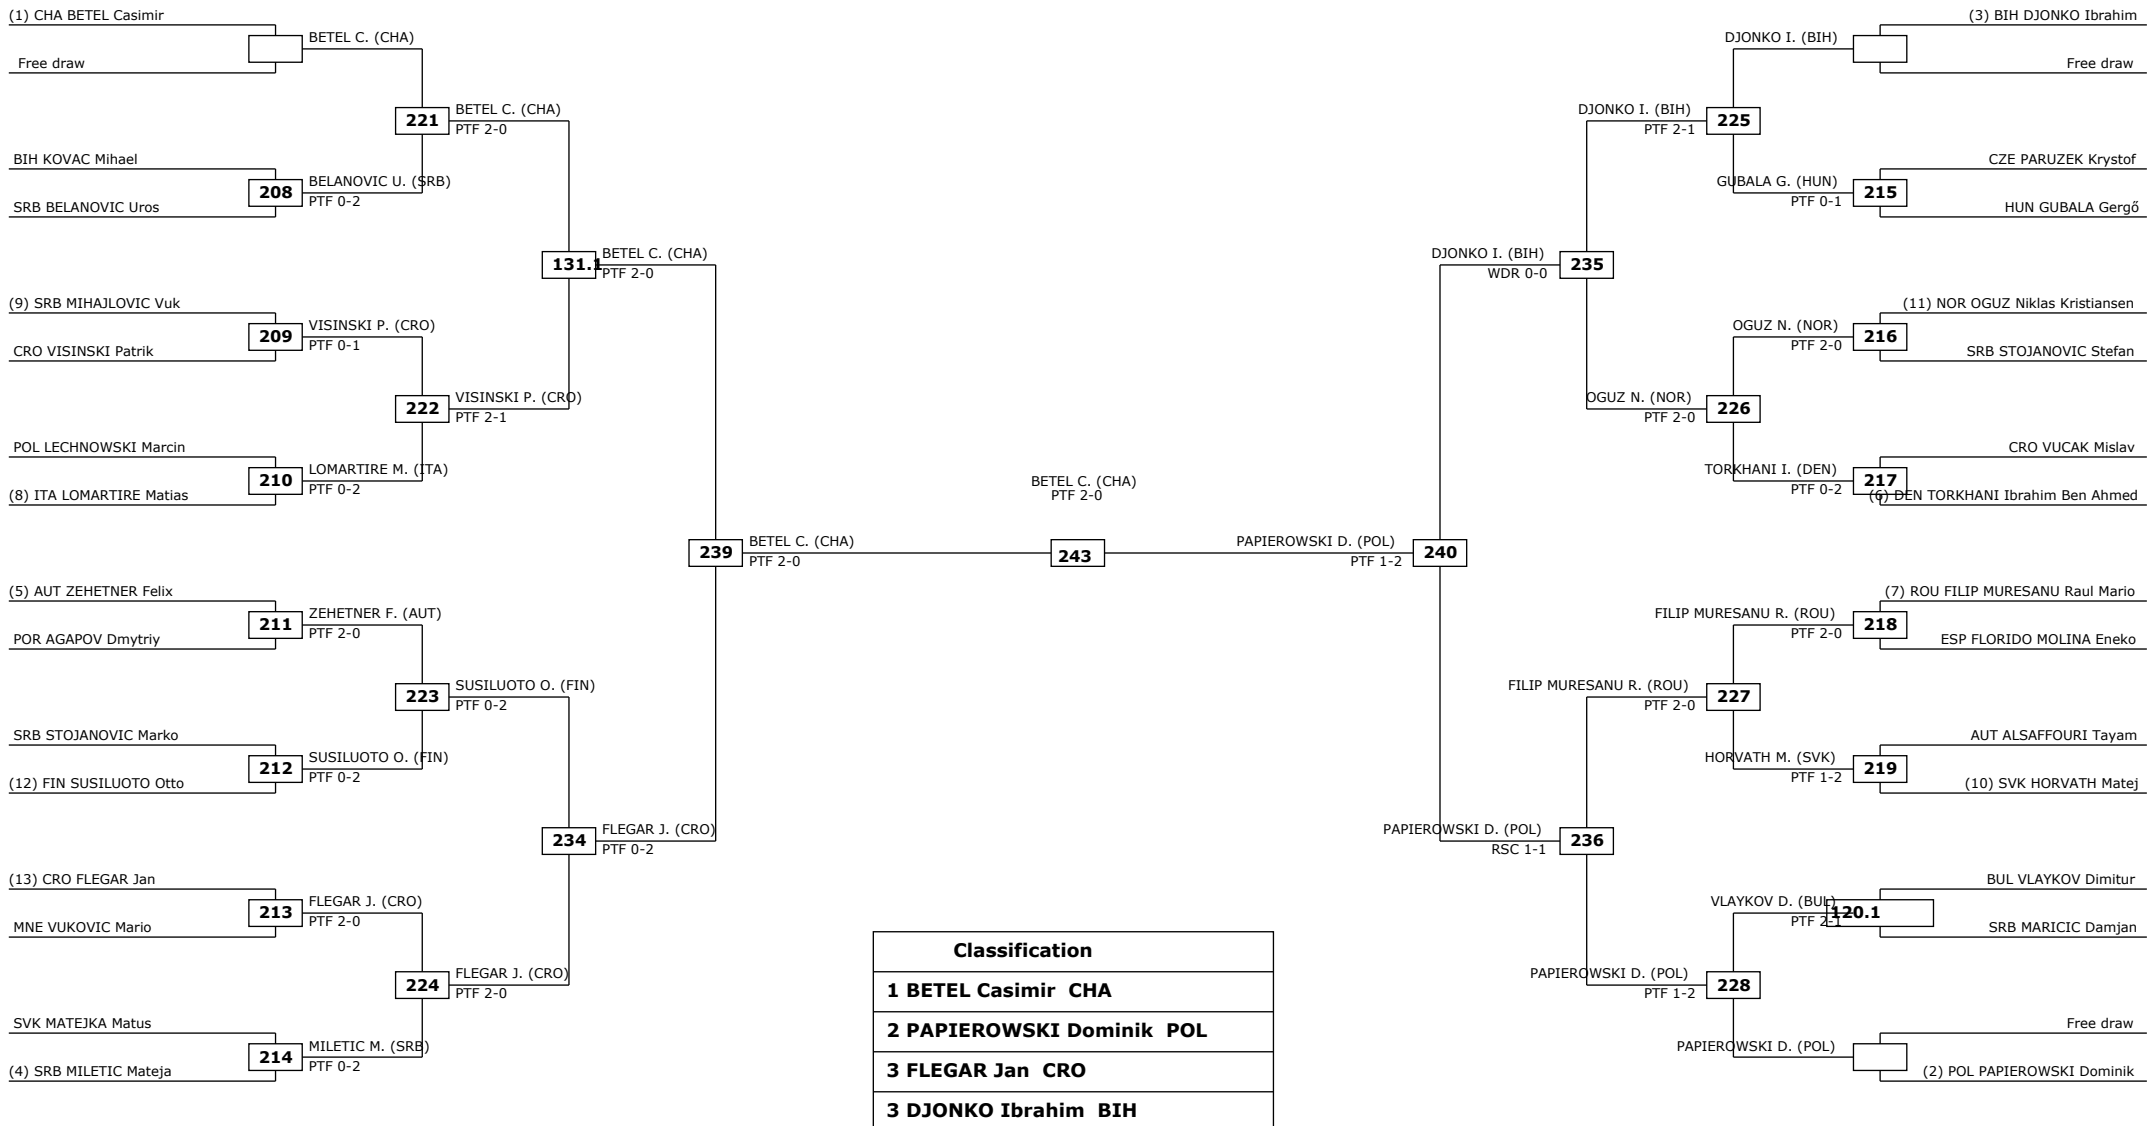 (1) CHA BETEL Casimir
BETEL C. (CHA)
Free draw
221
BETEL C. (CHA)
PTF 2-0
BIH KOVAC Mihael
208
BELANOVIC U. (SRB)
PTF 0-2
SRB BELANOVIC Uros
131.1
BETEL C. (CHA)
PTF 2-0
(9) SRB MIHAJLOVIC Vuk
209
VISINSKI P. (CRO)
PTF 0-1
CRO VISINSKI Patrik
222
VISINSKI P. (CRO)
PTF 2-1
POL LECHNOWSKI Marcin
210
LOMARTIRE M. (ITA)
PTF 0-2
(8) ITA LOMARTIRE Matias
239
BETEL C. (CHA)
PTF 2-0
(5) AUT ZEHETNER Felix
211
ZEHETNER F. (AUT)
PTF 2-0
POR AGAPOV Dmytriy
223
SUSILUOTO O. (FIN)
PTF 0-2
SRB STOJANOVIC Marko
212
SUSILUOTO O. (FIN)
PTF 0-2
(12) FIN SUSILUOTO Otto
234
FLEGAR J. (CRO)
PTF 0-2
(13) CRO FLEGAR Jan
213
FLEGAR J. (CRO)
PTF 2-0
MNE VUKOVIC Mario
224
FLEGAR J. (CRO)
PTF 2-0
SVK MATEJKA Matus
214
MILETIC M. (SRB)
PTF 0-2
(4) SRB MILETIC Mateja
BETEL C. (CHA)
PTF 2-0
243
(3) BIH DJONKO Ibrahim
DJONKO I. (BIH)
Free draw
DJONKO I. (BIH)
PTF 2-1
225
CZE PARUZEK Krystof
GUBALA G. (HUN)
PTF 0-1
215
HUN GUBALA Gergő
DJONKO I. (BIH)
WDR 0-0
235
(11) NOR OGUZ Niklas Kristiansen
OGUZ N. (NOR)
PTF 2-0
216
SRB STOJANOVIC Stefan
OGUZ N. (NOR)
PTF 2-0
226
CRO VUCAK Mislav
TORKHANI I. (DEN)
PTF 0-2
217
(6) DEN TORKHANI Ibrahim Ben Ahmed
PAPIEROWSKI D. (POL)
PTF 1-2
240
(7) ROU FILIP MURESANU Raul Mario
FILIP MURESANU R. (ROU)
PTF 2-0
218
ESP FLORIDO MOLINA Eneko
FILIP MURESANU R. (ROU)
PTF 2-0
227
AUT ALSAFFOURI Tayam
HORVATH M. (SVK)
PTF 1-2
219
(10) SVK HORVATH Matej
PAPIEROWSKI D. (POL)
RSC 1-1
236
BUL VLAYKOV Dimitur
VLAYKOV D. (BUL)
PTF 2-1
120.1
SRB MARICIC Damjan
PAPIEROWSKI D. (POL)
PTF 1-2
228
Free draw
PAPIEROWSKI D. (POL)
(2) POL PAPIEROWSKI Dominik
Classification
1 BETEL Casimir CHA
2 PAPIEROWSKI Dominik POL
3 FLEGAR Jan CRO
3 DJONKO Ibrahim BIH